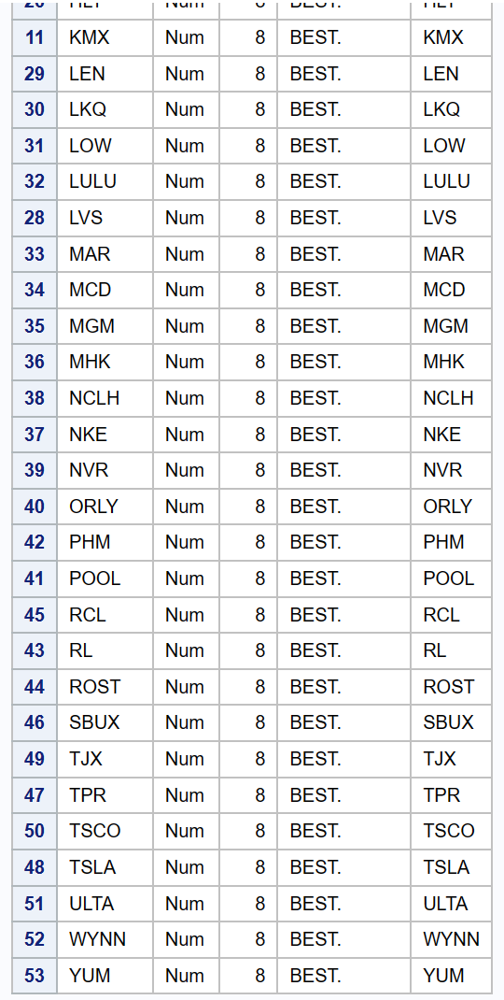 11 KMX Num 8 BEST. KMX
29 LEN Num 8 BEST. LEN
30 LKQ Num 8 BEST. LKQ
31 LOW Num 8 BEST. LOW
32 LULU Num 8 BEST. LULU
28 LVS Num 8 BEST. LVS
33 MAR Num 8 BEST. MAR
34 MCD Num 8 BEST. MCD
35 MGM Num 8 BEST. MGM
36 MHK Num 8 BEST. MHK
38 NCLH Num 8 BEST. NCLH
37 NKE Num 8 BEST. NKE
39 NVR Num 8 BEST. NVR
40 ORLY Num 8 BEST. ORLY
42 PHM Num 8 BEST. PHM
41 POOL Num 8 BEST. POOL
45 RCL Num 8 BEST. RCL
43 RL Num 8 BEST. RL
44 ROST Num 8 BEST. ROST
46 SBUX Num 8 BEST. SBUX
49 TJX Num 8 BEST. TJX
47 TPR Num 8 BEST. TPR
50 TSCO Num 8 BEST. TSCO
48 TSLA Num 8 BEST. TSLA
51 ULTA Num 8 BEST. ULTA
52 WYNN Num 8 BEST. WYNN
53 YUM Num 8 BEST. YUM